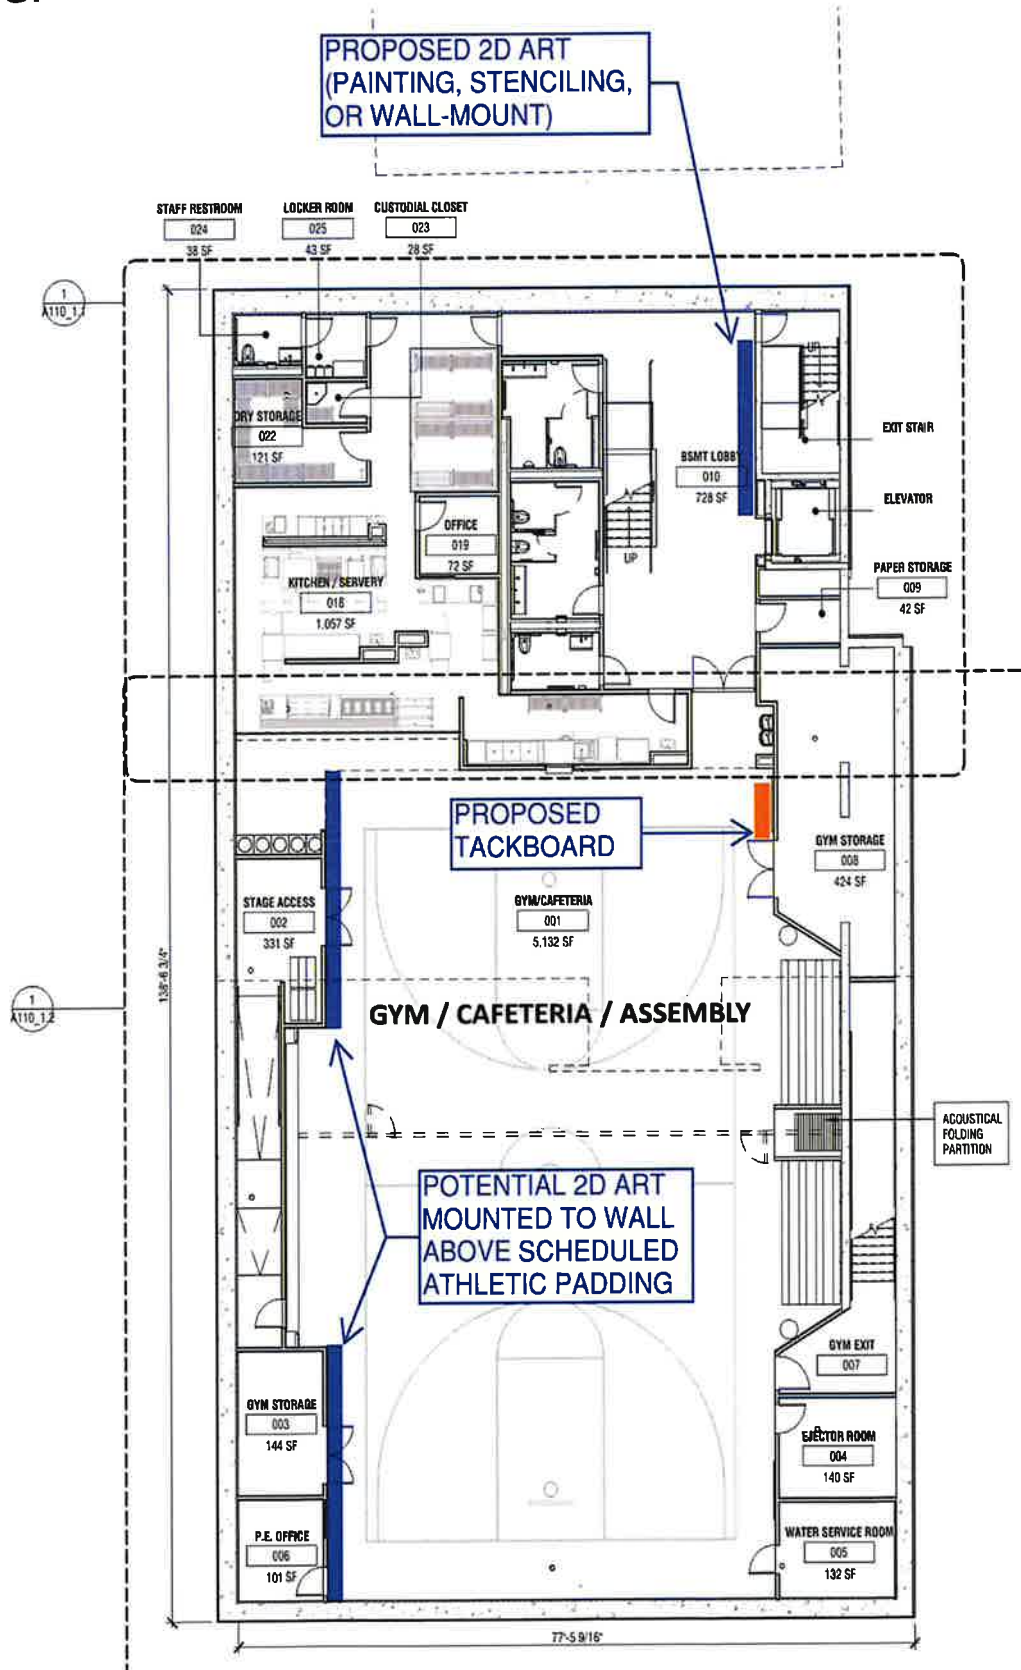 PROPOSED 2D ART
(PAINTING, STENCILING,
OR WALL-MOUNT)
STAFF RESTROOM
024
38 SF
LOCKER ROOM
025
43 SF
CUSTODIAL CLOSET
023
28 SF
1
A110_1.1
UP
DRY STORAGE
022
121 SF
EXIT STAIR
BSMT LOBBY
010
728 SF
ELEVATOR
OFFICE
019
72 SF
UP
PAPER STORAGE
009
42 SF
KITCHEN / SERVERY
018
1,057 SF
PROPOSED
TACKBOARD
GYM STORAGE
008
424 SF
STAGE ACCESS
002
331 SF
GYM/CAFETERIA
001
5,132 SF
138'-6 3/4"
1
A110_1.2
GYM / CAFETERIA / ASSEMBLY
ACOUSTICAL
FOLDING
PARTITION
POTENTIAL 2D ART
MOUNTED TO WALL
ABOVE SCHEDULED
ATHLETIC PADDING
GYM EXIT
007
GYM STORAGE
003
144 SF
EJECTOR ROOM
004
140 SF
P.E. OFFICE
006
101 SF
WATER SERVICE ROOM
005
132 SF
77'-5 9/16"